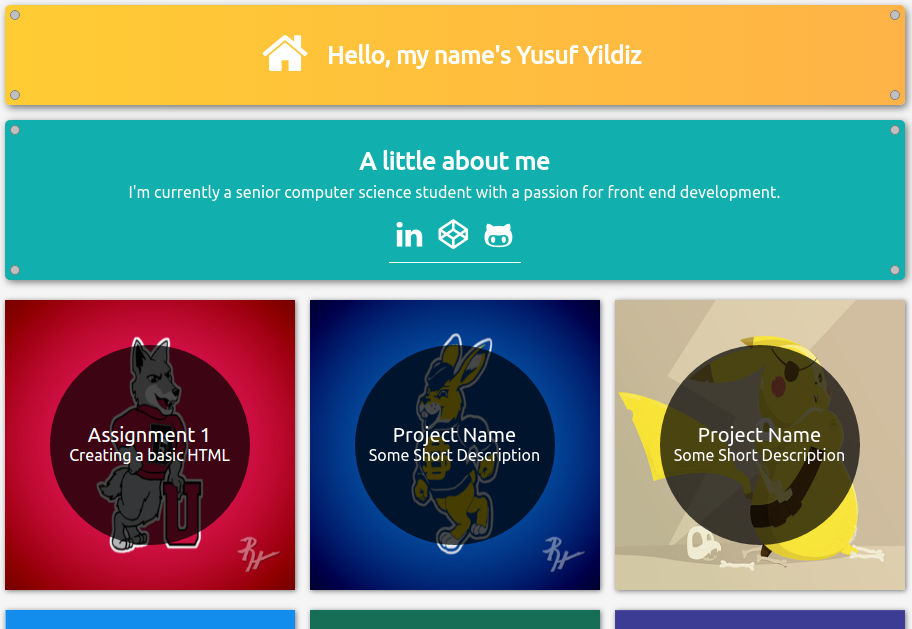 Hello, my name's Yusuf Yildiz
A little about me
I'm currently a senior computer science student with a passion for front end development.
in
Assignment 1
Creating a basic HTML
U
Project Name
Some Short Description
Project Name
Some Short Description